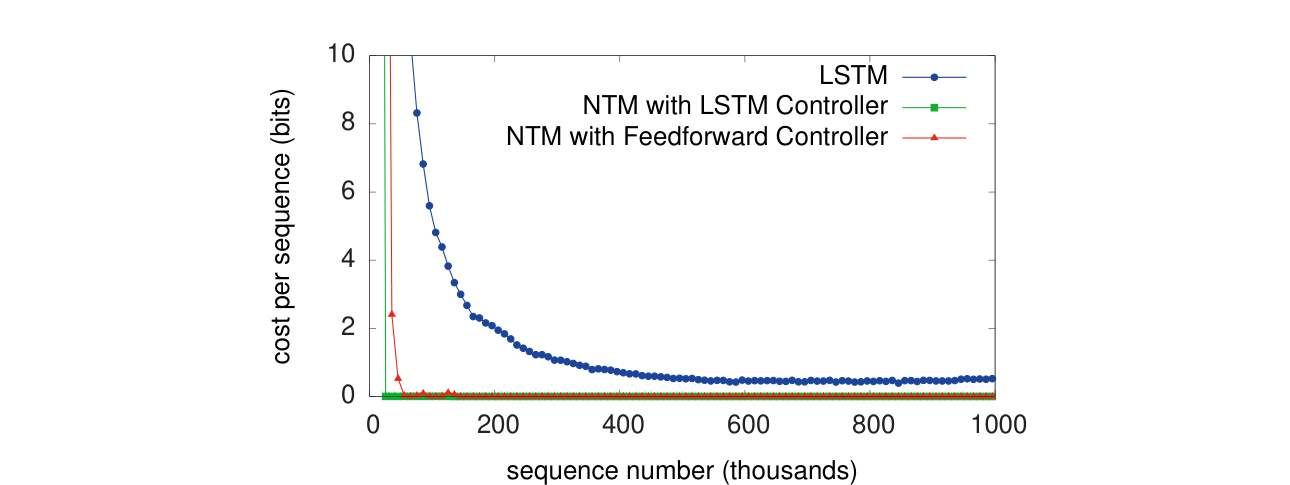 cost per sequence (bits)
10
8
6
4
2
0
LSTM
NTM with LSTM Controller
NTM with Feedforward Controller
0 200 400 600 800 1000
sequence number (thousands)